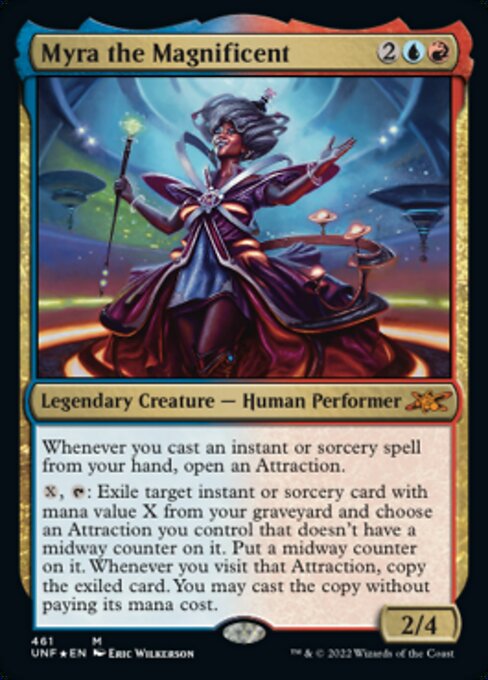 Myra the Magnificent 2
Legendary Creature — Human Performer
Whenever you cast an instant or sorcery spell
from your hand, open an Attraction.
X, : Exile target instant or sorcery card with
mana value X from your graveyard and choose
an Attraction you control that doesn't have a
midway counter on it. Put a midway counter
on it. Whenever you visit that Attraction, copy
the exiled card. You may cast the copy without
paying its mana cost.
2/4
461 M
UNF★EN Eric Wilkerson
™ & © 2022 Wizards of the Coast